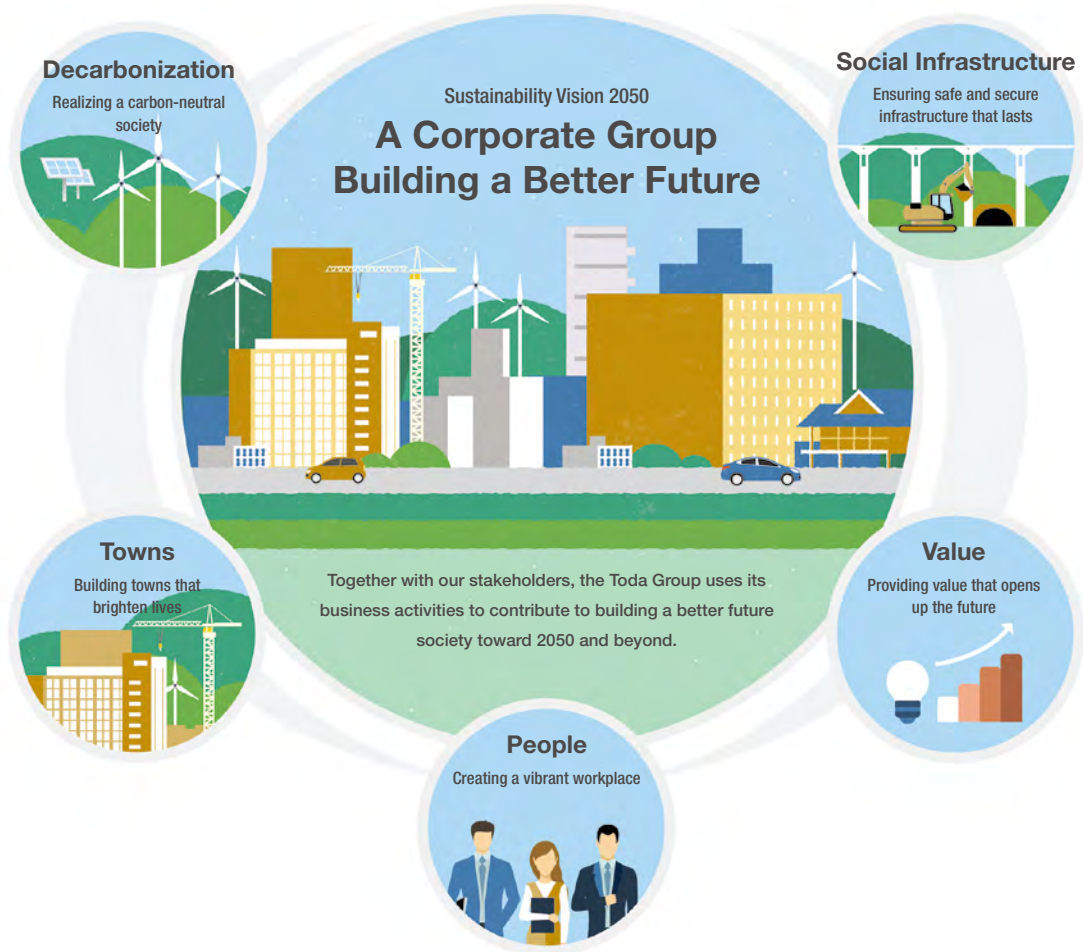 Decarbonization
Realizing a carbon-neutral
society
Sustainability Vision 2050
A Corporate Group
Building a Better Future
Social Infrastructure
Ensuring safe and secure
infrastructure that lasts
Towns
Building towns that
brighten lives
Together with our stakeholders, the Toda Group uses its
business activities to contribute to building a better future
society toward 2050 and beyond.
Value
Providing value that opens
up the future
People
Creating a vibrant workplace